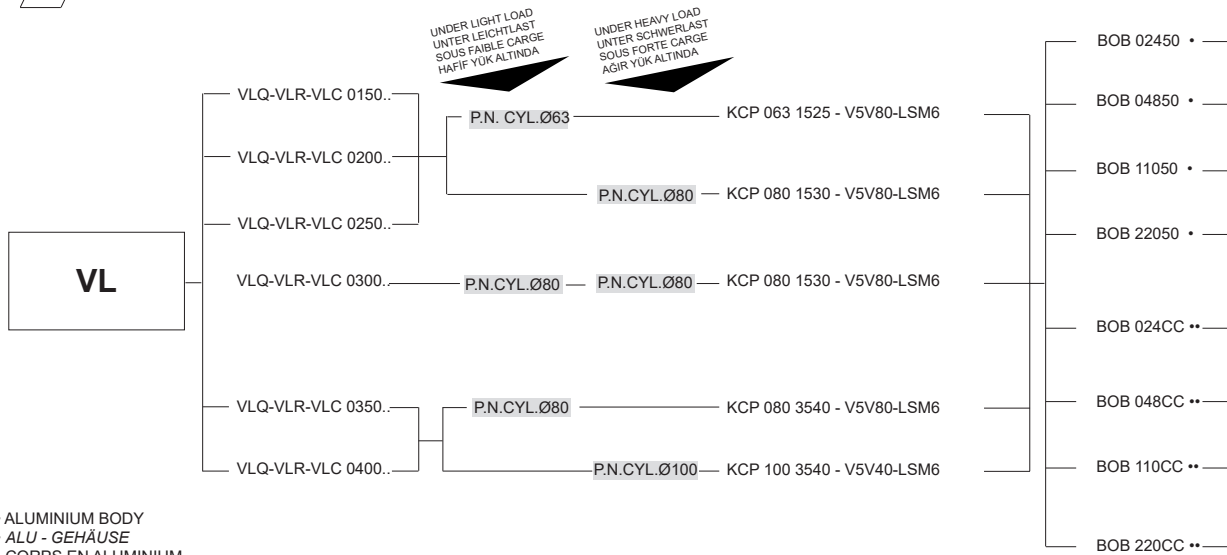 UNDER LIGHT LOAD
UNTER LEICHTLAST
SOUS FAIBLE CARGE
HAFİF YÜK ALTINDA
UNDER HEAVY LOAD
UNTER SCHWERLAST
SOUS FORTE CARGE
AĞIR YÜK ALTINDA
BOB 02450 •
VLQ-VLR-VLC 0150..
BOB 04850 •
P.N. CYL.Ø63
KCP 063 1525 - V5V80-LSM6
VLQ-VLR-VLC 0200..
BOB 11050 •
P.N.CYL.Ø80
KCP 080 1530 - V5V80-LSM6
VLQ-VLR-VLC 0250..
BOB 22050 •
VL
VLQ-VLR-VLC 0300..
P.N.CYL.Ø80
P.N.CYL.Ø80
KCP 080 1530 - V5V80-LSM6
BOB 024CC ••
VLQ-VLR-VLC 0350..
P.N.CYL.Ø80
KCP 080 3540 - V5V80-LSM6
BOB 048CC ••
VLQ-VLR-VLC 0400..
P.N.CYL.Ø100
KCP 100 3540 - V5V40-LSM6
BOB 110CC ••
ALUMINIUM BODY
ALU - GEHÄUSE
CORPS EN ALUMINIUM
BOB 220CC ••